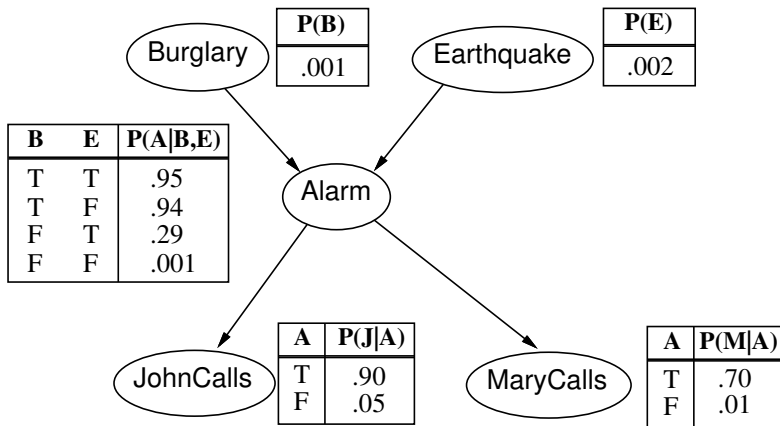 Burglary
P(B)
.001
Earthquake
P(E)
.002
B E P(A|B,E)
T T .95
T F .94
F T .29
F F .001
Alarm
JohnCalls
A P(J|A)
T .90
F .05
MaryCalls
A P(M|A)
T .70
F .01